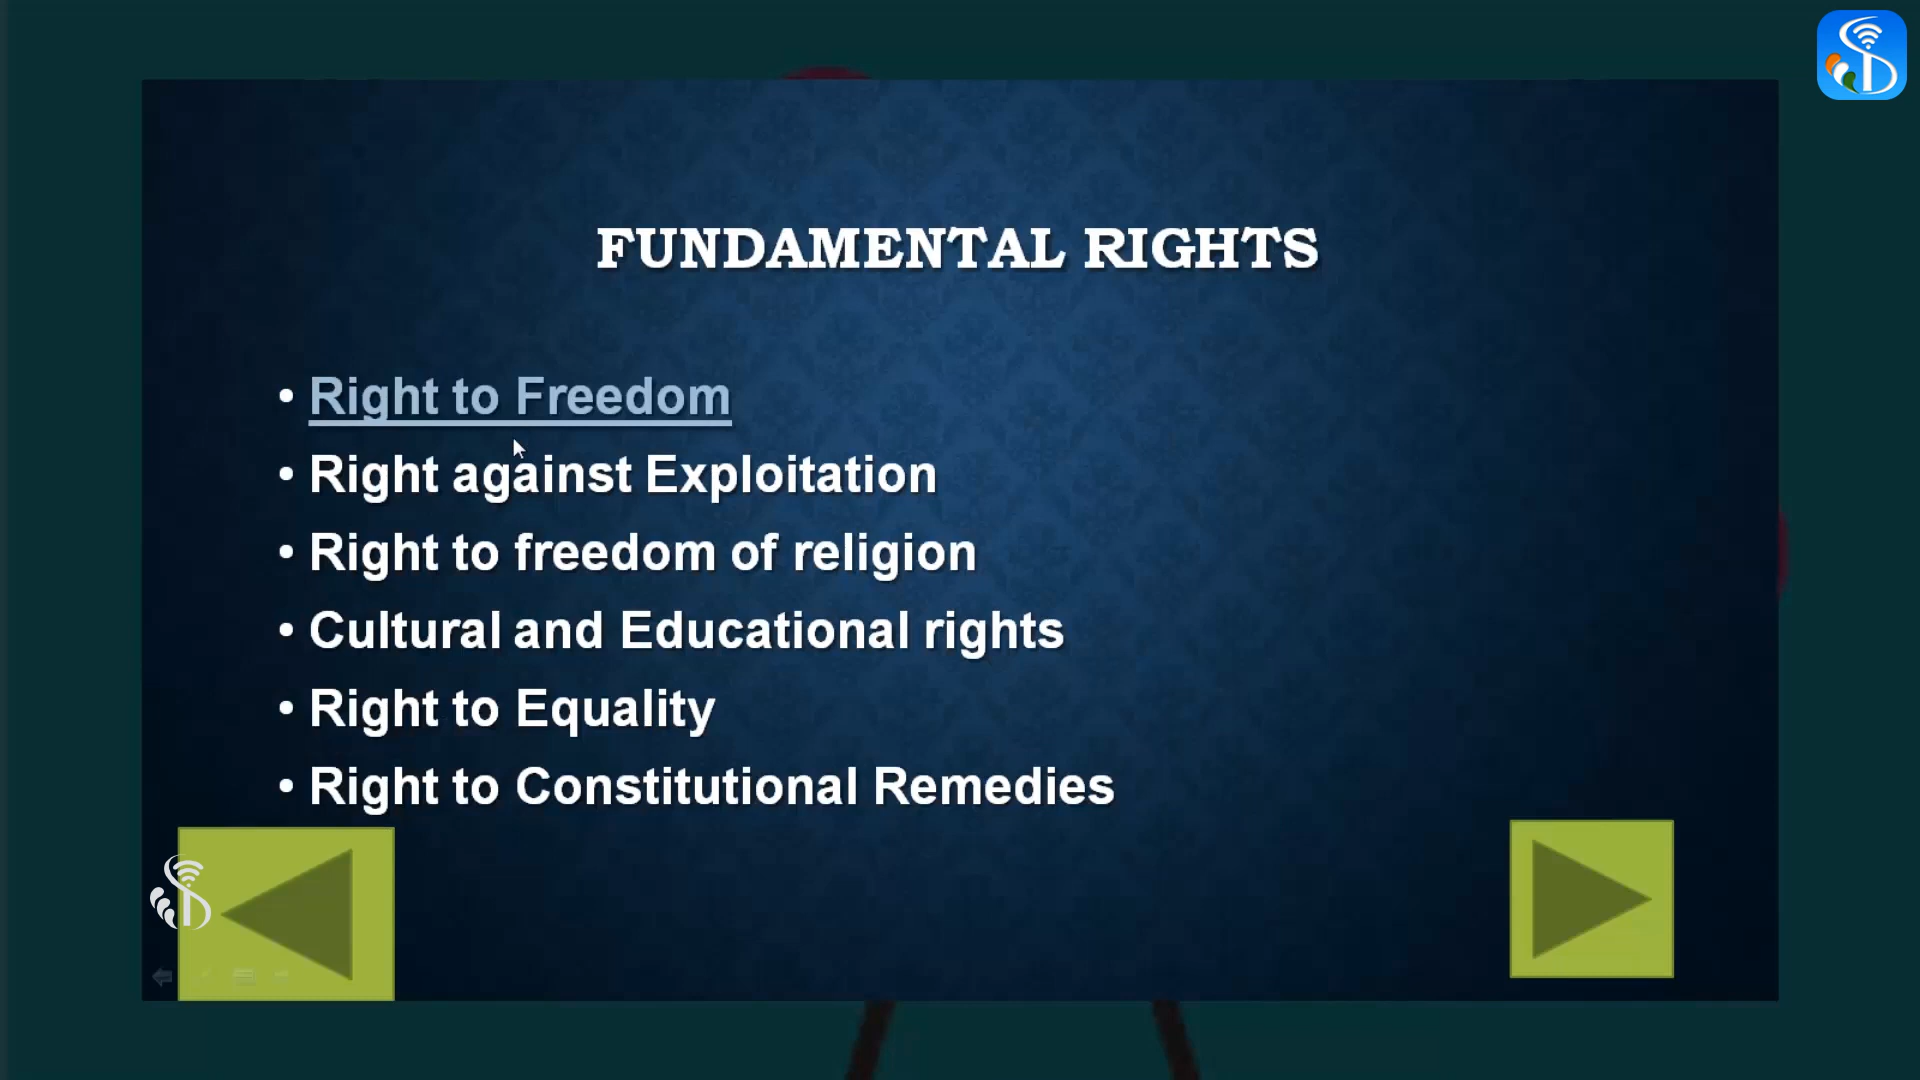 FUNDAMENTAL RIGHTS
• Right to Freedom
• Right against Exploitation
• Right to freedom of religion
• Cultural and Educational rights
• Right to Equality
• Right to Constitutional Remedies